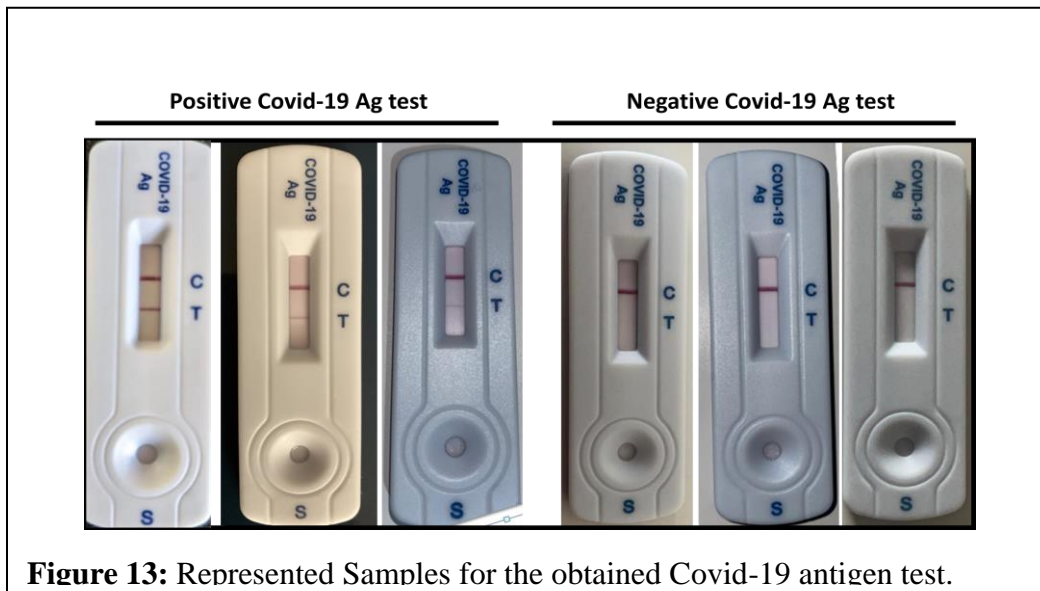 Positive Covid-19 Ag test
Negative Covid-19 Ag test
COVID-19
Ag
C
T
S
COVID-19
Ag
C
T
S
COVID-19
Ag
C
T
S
COVID-19
Ag
C
T
S
COVID-19
Ag
C
T
S
COVID-19
Ag
C
T
S
Figure 13: Represented Samples for the obtained Covid-19 antigen test.